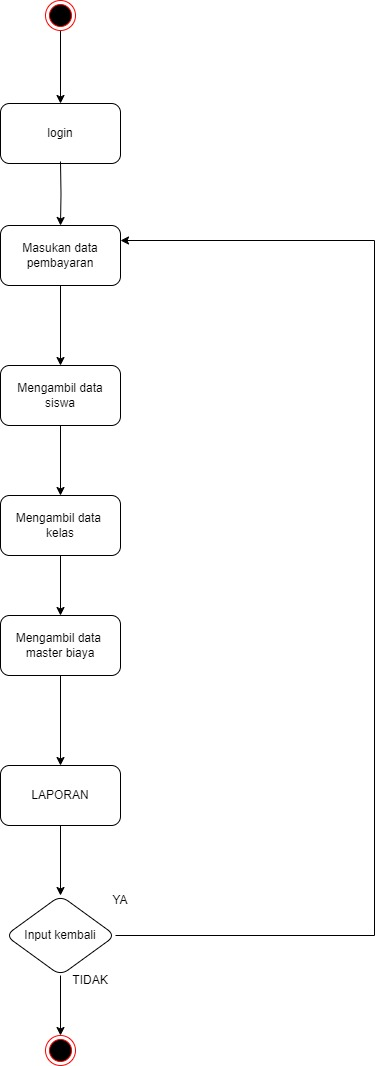 login
Masukan data
pembayaran
Mengambil data
siswa
Mengambil data
kelas
Mengambil data
master biaya
LAPORAN
YA
Input kembali
TIDAK